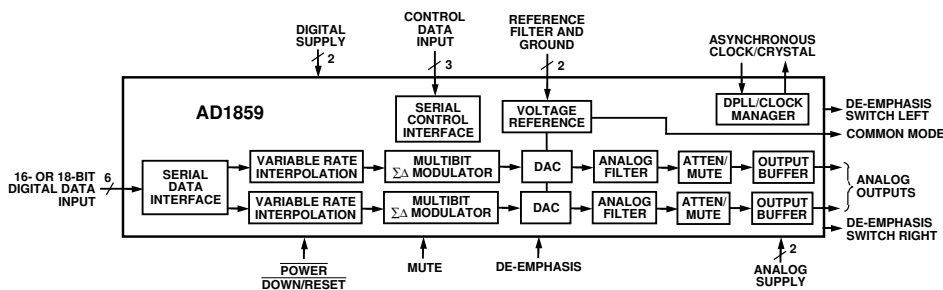 DIGITAL
SUPPLY
2
CONTROL
DATA
INPUT
3
REFERENCE
FILTER AND
GROUND
2
ASYNCHRONOUS
CLOCK/CRYSTAL
AD1859
SERIAL
CONTROL
INTERFACE
VOLTAGE
REFERENCE
DPLL/CLOCK
MANAGER
DE-EMPHASIS
SWITCH LEFT
COMMON MODE
16- OR 18-BIT
DIGITAL DATA
INPUT
6
SERIAL
DATA
INTERFACE
VARIABLE RATE
INTERPOLATION
MULTIBIT
ΣΔ MODULATOR
DAC
ANALOG
FILTER
ATTEN/
MUTE
OUTPUT
BUFFER
VARIABLE RATE
INTERPOLATION
MULTIBIT
ΣΔ MODULATOR
DAC
ANALOG
FILTER
ATTEN/
MUTE
OUTPUT
BUFFER
ANALOG
OUTPUTS
DE-EMPHASIS
SWITCH RIGHT
POWER
DOWN/RESET
MUTE
DE-EMPHASIS
2
ANALOG
SUPPLY